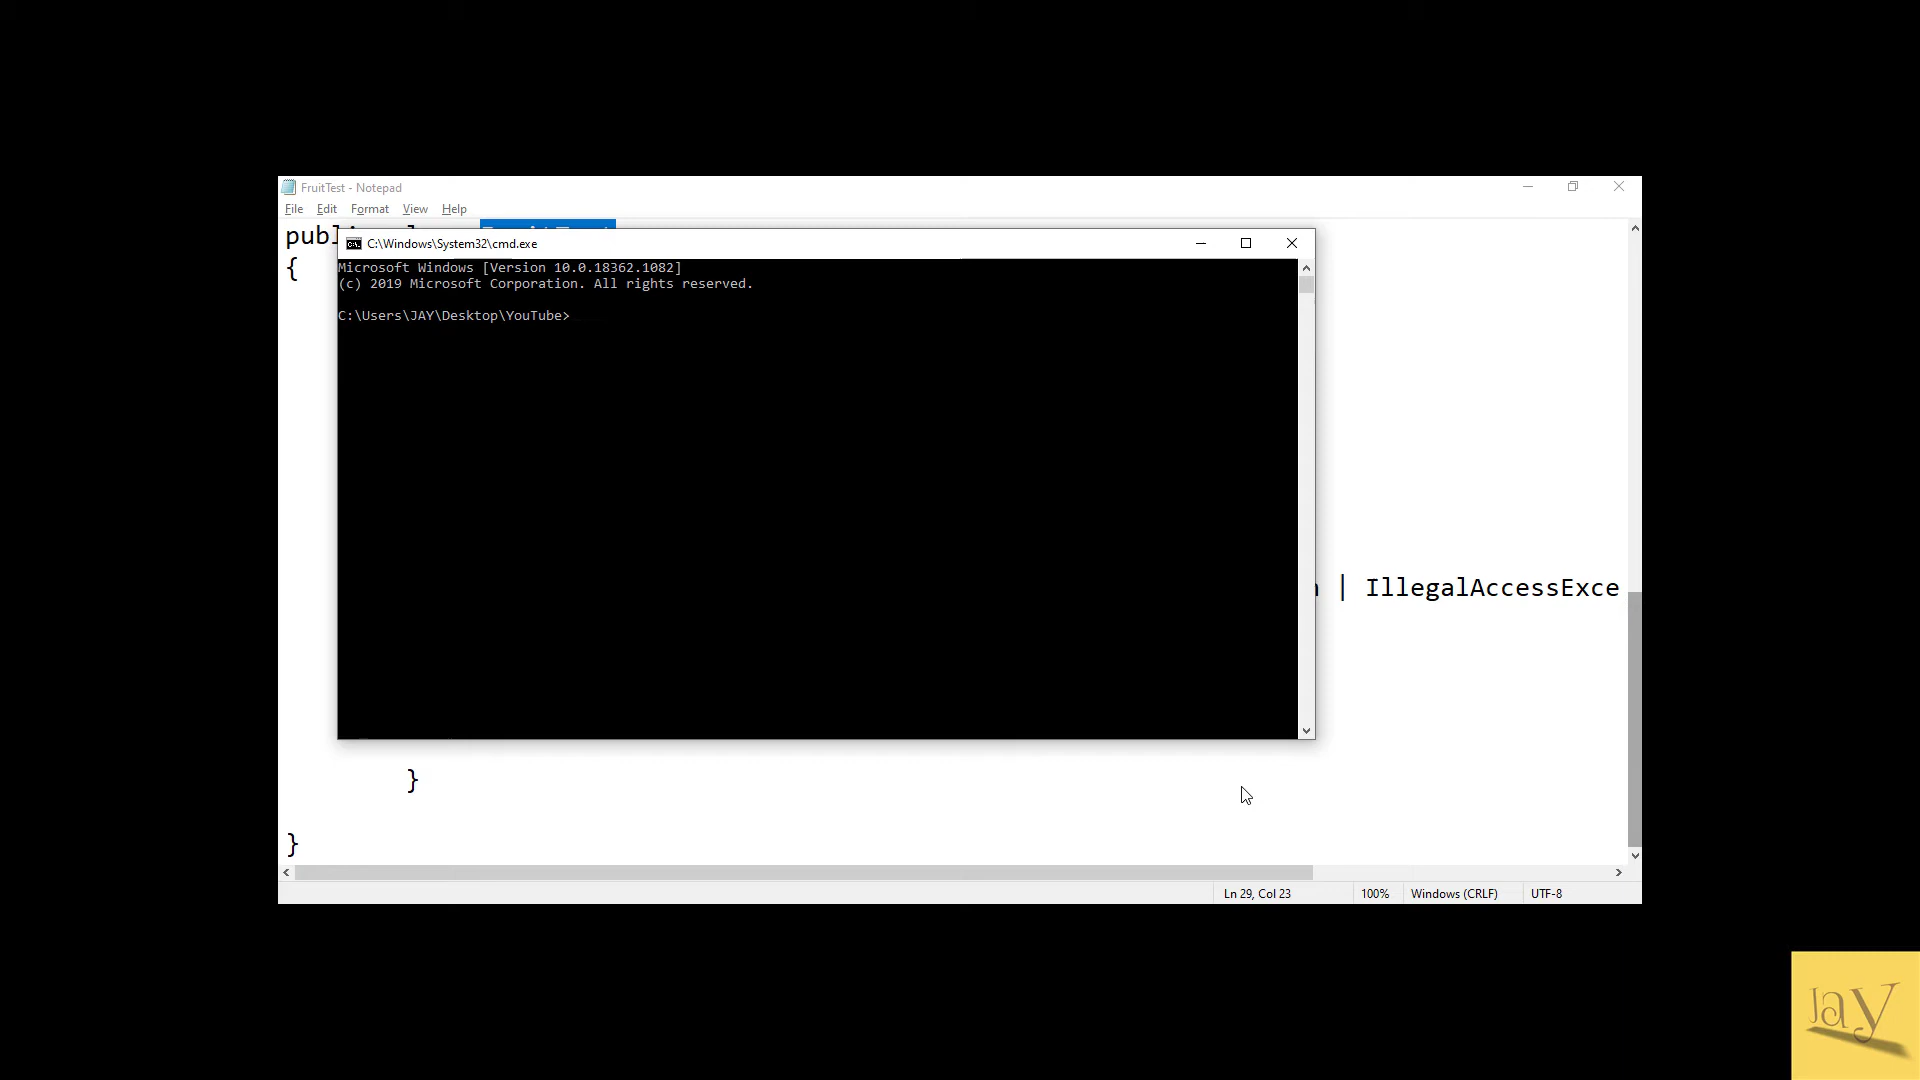 FruitTest - Notepad
File Edit Format View Help
{
C:\Windows\System32\cmd.exe
Microsoft Windows [Version 10.0.18362.1082]
(c) 2019 Microsoft Corporation. All rights reserved.
C:\Users\JAY\Desktop\YouTube>
| IllegalAccessExce
}
}
Ln 29, Col 23 100% Windows (CRLF) UTF-8
Jay